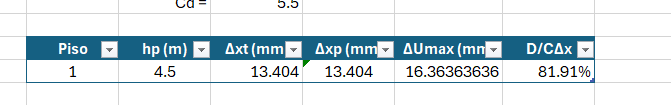 Cd = 5.5
Piso hp (m) Δxt (mm Δxp (mm ΔUmax (mm D/CΔx
1 4.5 13.404 13.404 16.36363636 81.91%